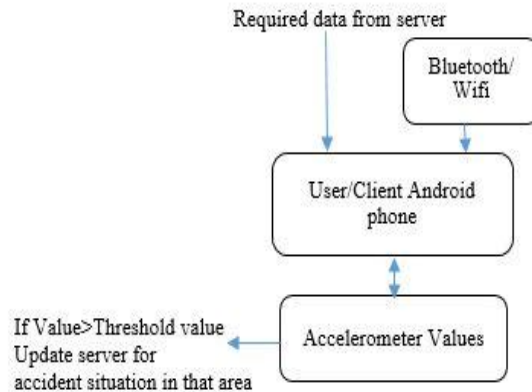 Required data from server
Bluetooth/
Wifi
User/Client Android
phone
Accelerometer Values
If Value>Threshold value
Update server for
accident situation in that area